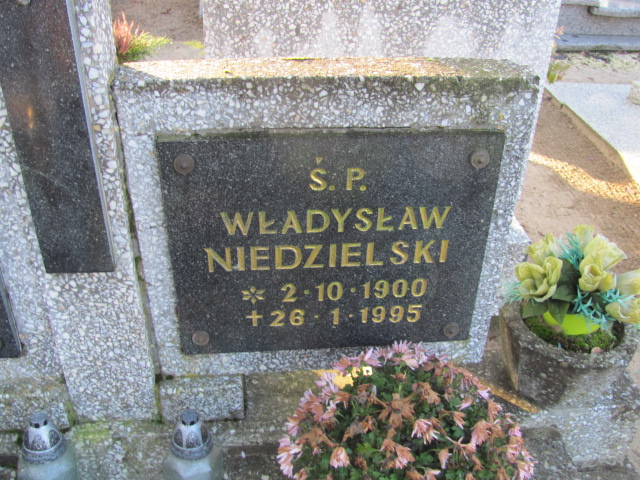 Ś. P.
WŁADYSŁAW
NIEDZIELSKI
* 2 · 10 · 1900
+ 26 · 1 · 1995